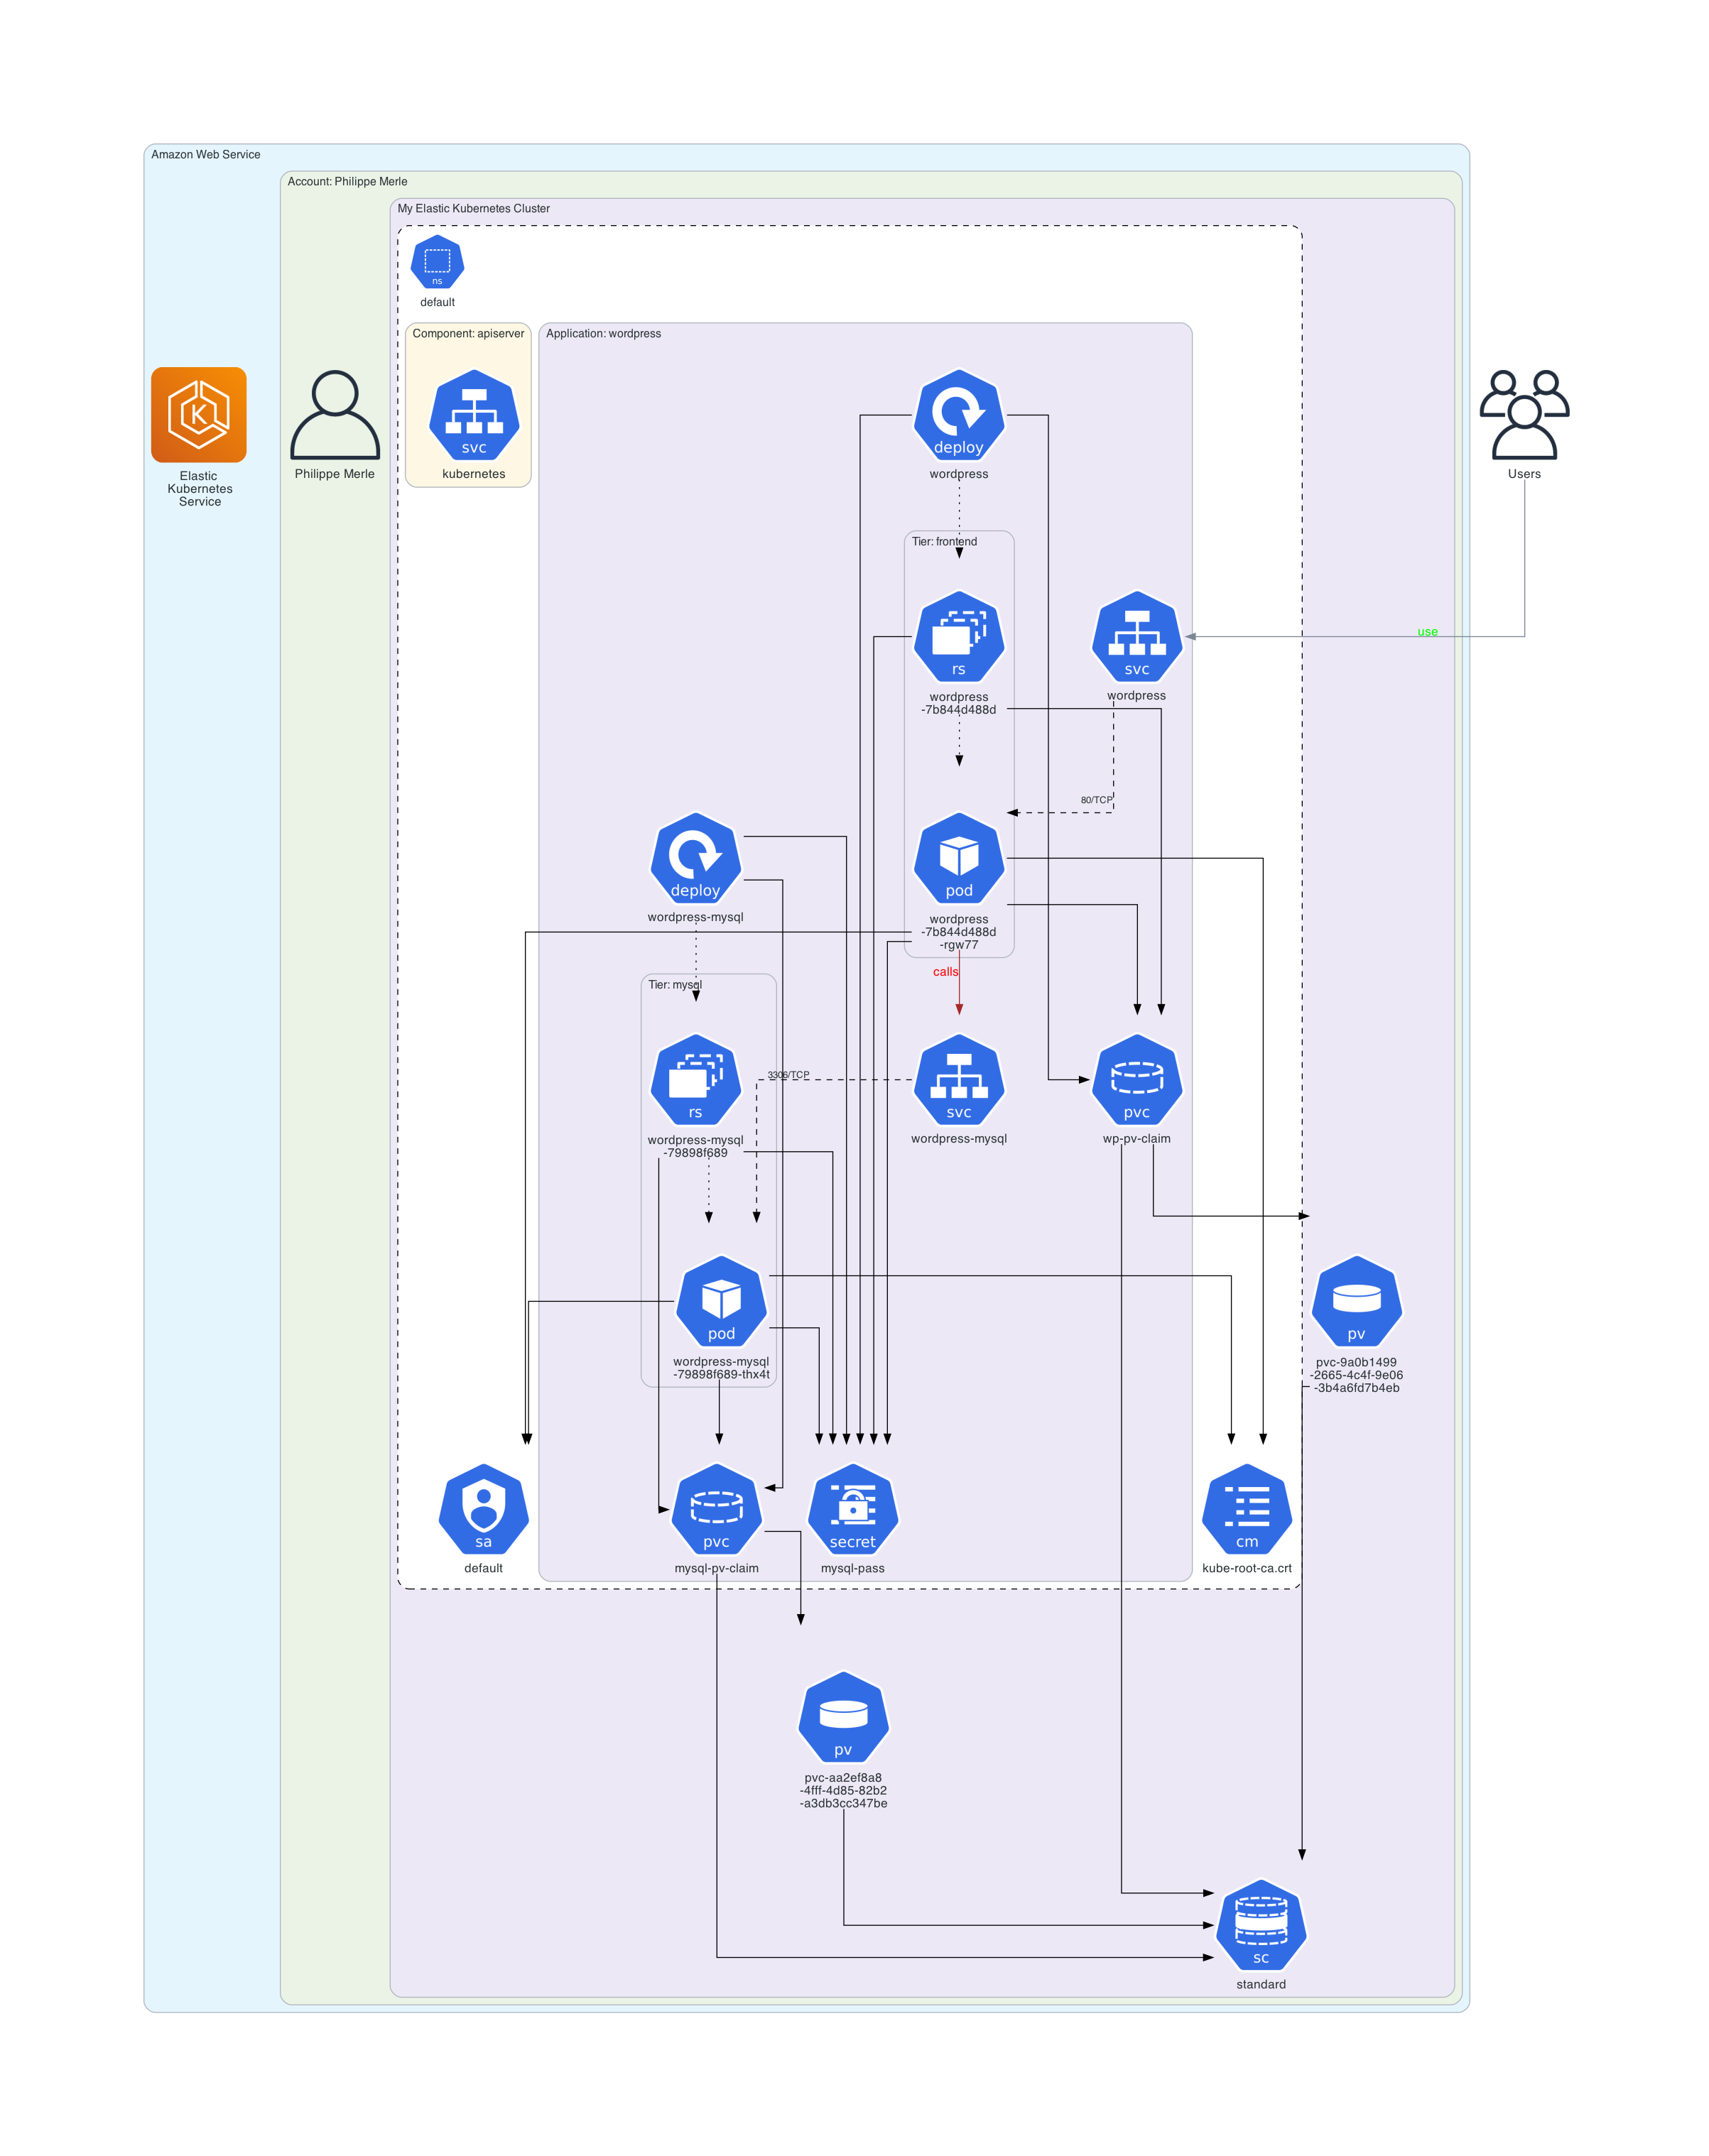 Amazon Web Service
Account: Philippe Merle
My Elastic Kubernetes Cluster
ns
default
Component: apiserver
Application: wordpress
K
svc
deploy
Elastic
Kubernetes
Service
Philippe Merle
kubernetes
wordpress
Users
Tier: frontend
use
rs
svc
wordpress
-7b844d488d
wordpress
80/TCP
deploy
pod
wordpress-mysql
wordpress
-7b844d488d
-rgw77
calls
Tier: mysql
3306/TCP
rs
svc
pvc
wordpress-mysql
-79898f689
wordpress-mysql
wp-pv-claim
pod
pv
wordpress-mysql
-79898f689-thx4t
pvc-9a0b1499
-2665-4c4f-9e06
-3b4a6fd7b4eb
sa
pvc
secret
cm
default
mysql-pv-claim
mysql-pass
kube-root-ca.crt
pv
pvc-aa2ef8a8
-4fff-4d85-82b2
-a3db3cc347be
sc
standard